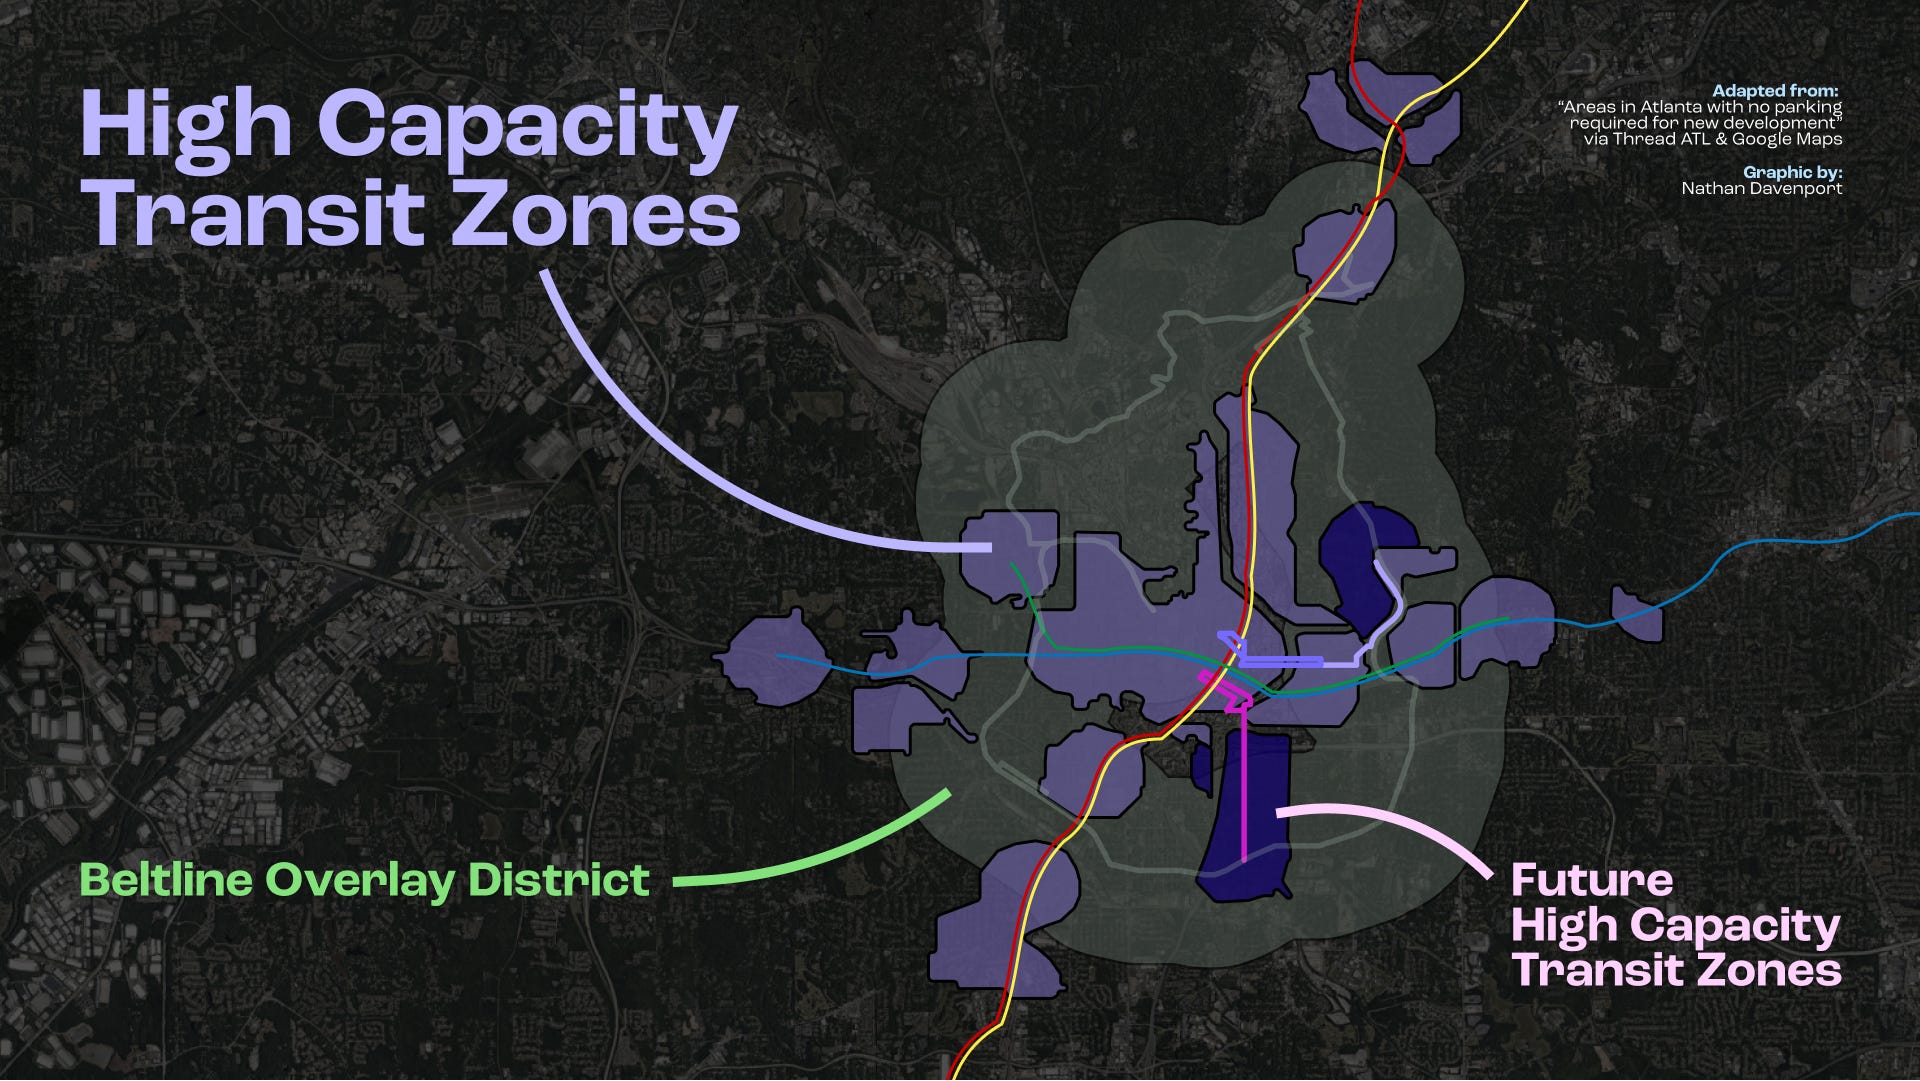 High Capacity
Transit Zones
Adapted from:
“Areas in Atlanta with no parking
required for new development”
via Thread ATL & Google Maps
Graphic by:
Nathan Davenport
Beltline Overlay District
Future
High Capacity
Transit Zones